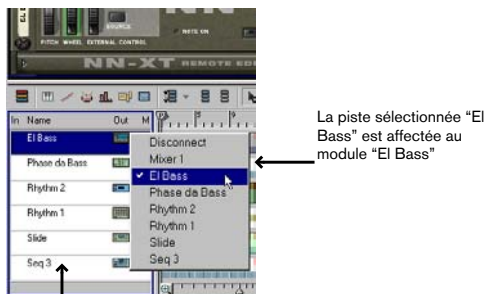 SOURCE
NOTE ON
PITCH WHEEL EXTERNAL CONTROL
NN-XT REMOTE EDI
In Name Out M
El Bass
Phase da Bass
Rhythm 2
Rhythm 1
Slide
Seq 3
Disconnect
Mixer 1
El Bass
Phase da Bass
Rhythm 2
Rhythm 1
Slide
Seq 3
La piste sélectionnée “El
Bass” est affectée au
module “El Bass”